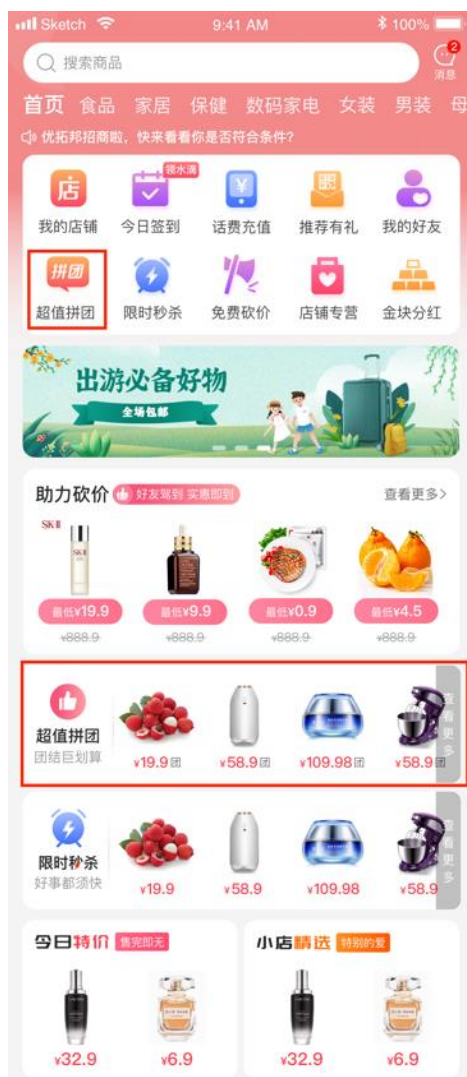 Sketch 9:41 AM 100%
搜索商品
2
消息
首页 食品 家居 保健 数码家电 女装 男装 母
优拓邦招商啦，快来看看你是否符合条件?
店 领水滴
我的店铺 今日签到 话费充值 推荐有礼 我的好友
拼团
超值拼团 限时秒杀 免费砍价 店铺专营 金块分红
出游必备好物
全场包邮
助力砍价 好友驾到 实惠即到 查看更多>
SK-II
最低¥19.9 最低¥9.9 最低¥0.9 最低¥4.5
¥888.9 ¥888.9 ¥888.9 ¥888.9
超值拼团
团结巨划算
¥19.9团 ¥58.9团 ¥109.98团 ¥58.9团
查看更多
限时秒杀
好事都须快
¥19.9 ¥58.9 ¥109.98 ¥58.9
查看更多
今日特价 售完即无 小店精选 特别的爱
¥32.9 ¥6.9 ¥32.9 ¥6.9